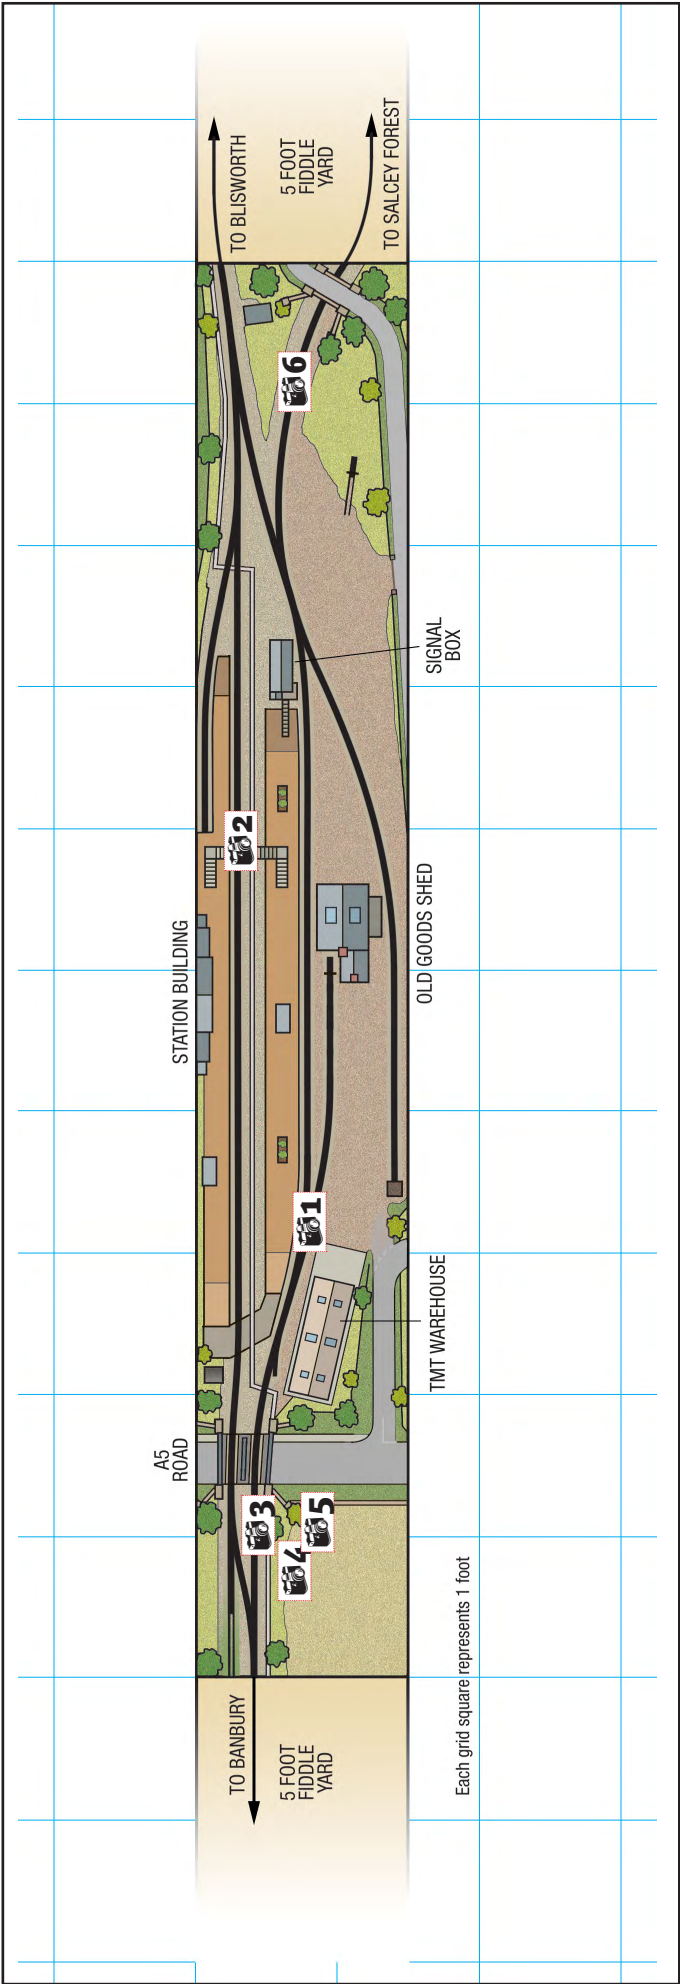 TO BLISWORTH
5 FOOT
FIDDLE
YARD
TO SALCEY FOREST
6
SIGNAL
BOX
2
STATION BUILDING
OLD GOODS SHED
1
TMT WAREHOUSE
A5
ROAD
3
5
4
Each grid square represents 1 foot
TO BANBURY
5 FOOT
FIDDLE
YARD